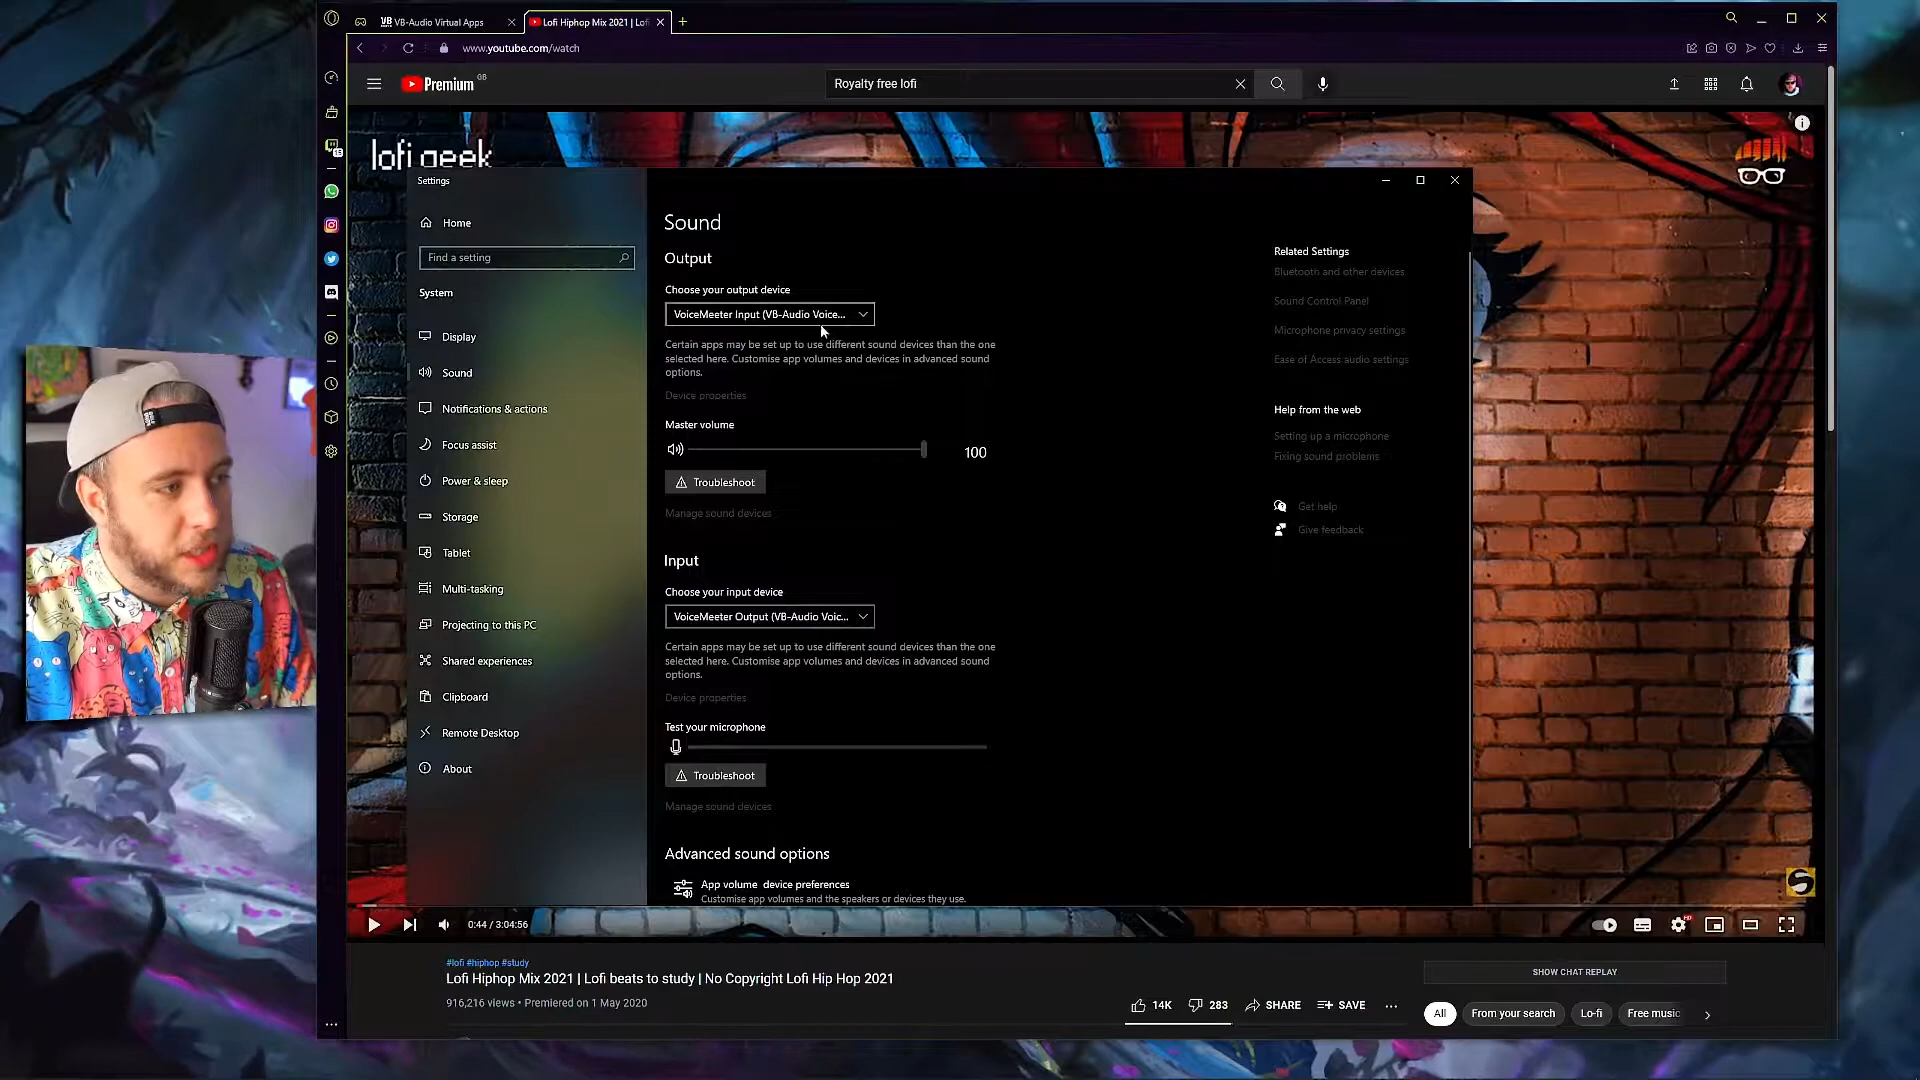 VB-Audio Virtual Apps
Lofi Hiphop Mix 2021 | Lofi
www.youtube.com/watch
Premium GB
Royalty free lofi
lofi geek
Settings
Home
Find a setting
System
Display
Sound
Notifications & actions
Focus assist
Power & sleep
Storage
Tablet
Multi-tasking
Projecting to this PC
Shared experiences
Clipboard
Remote Desktop
About
Sound
Output
Choose your output device
VoiceMeeter Input (VB-Audio Voice...
Certain apps may be set up to use different sound devices than the one
selected here. Customise app volumes and devices in advanced sound
options.
Device properties
Master volume
100
Troubleshoot
Manage sound devices
Input
Choose your input device
VoiceMeeter Output (VB-Audio Voic...
Certain apps may be set up to use different sound devices than the one
selected here. Customise app volumes and devices in advanced sound
options.
Device properties
Test your microphone
Troubleshoot
Manage sound devices
Advanced sound options
App volume device preferences
Customise app volumes and the speakers or devices they use.
Related Settings
Bluetooth and other devices
Sound Control Panel
Microphone privacy settings
Ease of Access audio settings
Help from the web
Setting up a microphone
Fixing sound problems
Get help
Give feedback
0:44 / 3:04:56
HD
#lofi #hiphop #study
Lofi Hiphop Mix 2021 | Lofi beats to study | No Copyright Lofi Hip Hop 2021
916,216 views • Premiered on 1 May 2020
14K
283
SHARE
SAVE
SHOW CHAT REPLAY
All
From your search
Lo-fi
Free music